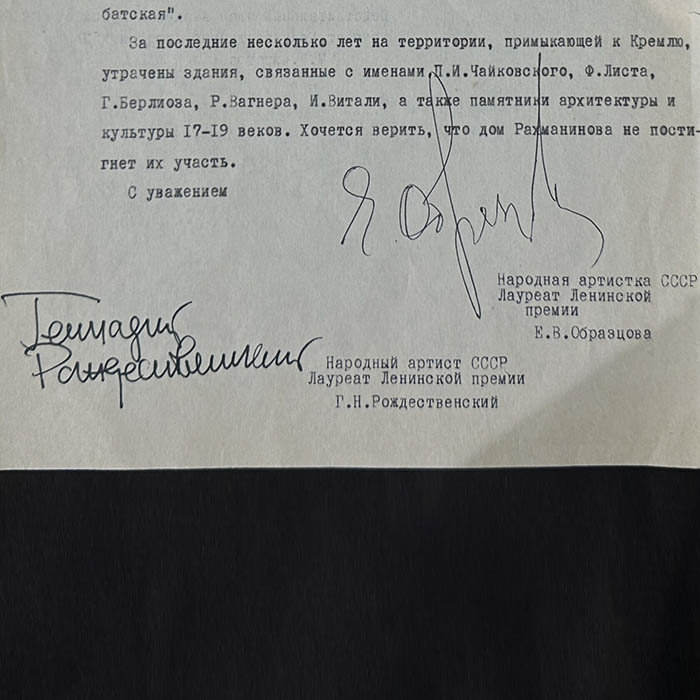 батская".
За последние несколько лет на территории, примыкающей к Кремлю,
утрачены здания, связанные с именами П.И.Чайковского, Ф.Листа,
Г.Берлиоза, Р.Вагнера, И.Витали, а также памятники архитектуры и
культуры 17-19 веков. Хочется верить, что дом Рахманинова не пости-
гнет их участь.
С уважением
Е. Образ
Народная артистка СССР
Лауреат Ленинской
премии
Е.В.Образцова
Геннадий
Рождественский
Народный артист СССР
Лауреат Ленинской премии
Г.Н.Рождественский